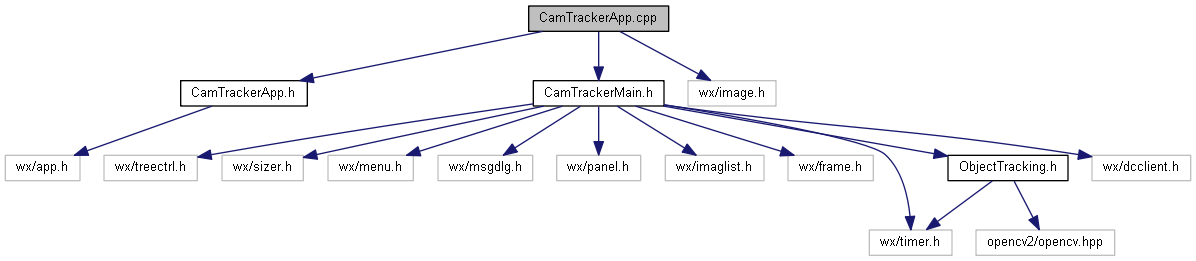 CamTrackerApp.cpp
CamTrackerApp.h
CamTrackerMain.h
wx/image.h
wx/app.h
wx/treectrl.h
wx/sizer.h
wx/menu.h
wx/msgdlg.h
wx/panel.h
wx/imaglist.h
wx/frame.h
ObjectTracking.h
wx/dcclient.h
wx/timer.h
opencv2/opencv.hpp